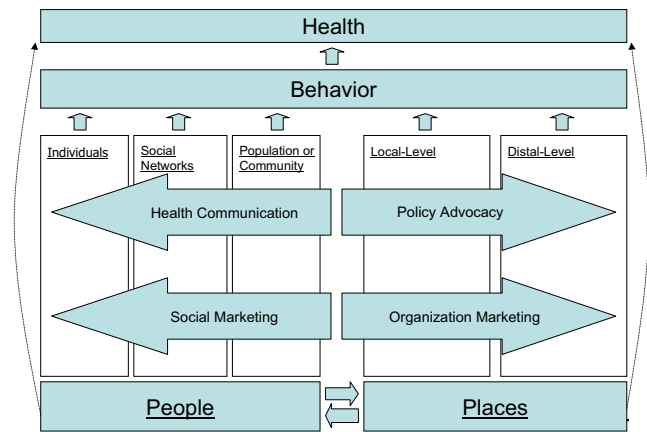 Health
Behavior
Individuals
Social
Networks
Population or
Community
Local-Level
Distal-Level
Health Communication
Policy Advocacy
Social Marketing
Organization Marketing
People
Places